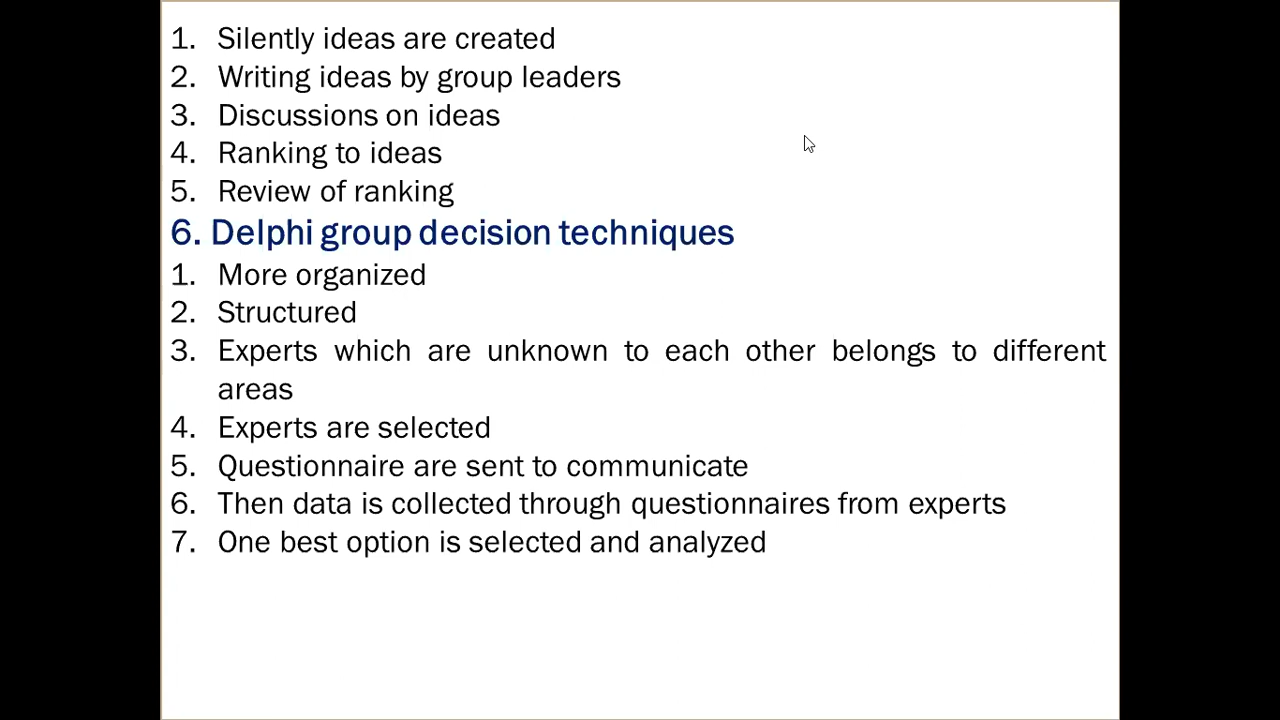 1. Silently ideas are created
2. Writing ideas by group leaders
3. Discussions on ideas
4. Ranking to ideas
5. Review of ranking
6. Delphi group decision techniques
1. More organized
2. Structured
3. Experts which are unknown to each other belongs to different
areas
4. Experts are selected
5. Questionnaire are sent to communicate
6. Then data is collected through questionnaires from experts
7. One best option is selected and analyzed